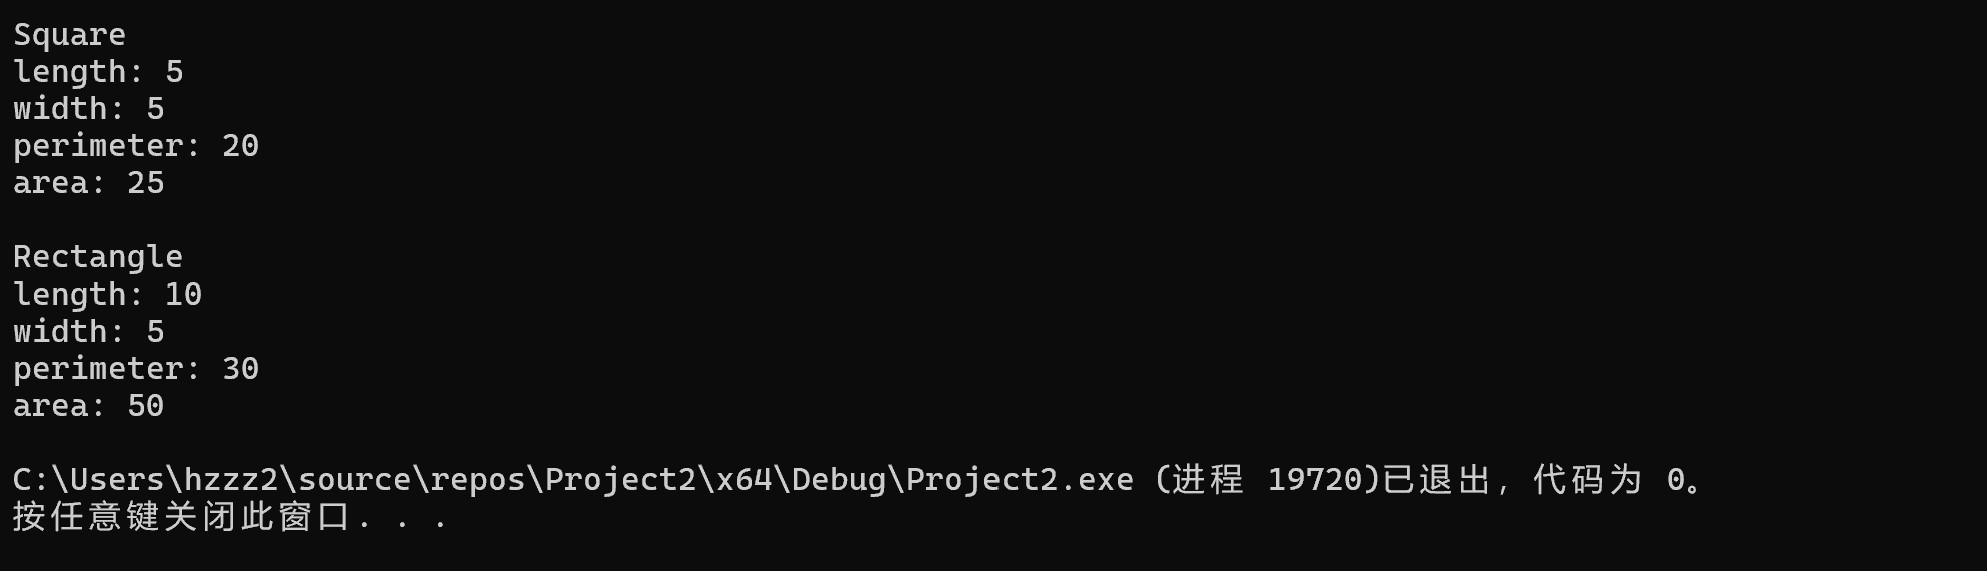 Square
length: 5
width: 5
perimeter: 20
area: 25
Rectangle
length: 10
width: 5
perimeter: 30
area: 50
C:\Users\hzzz2\source\repos\Project2\x64\Debug\Project2.exe (进程 19720)已退出，代码为 0。
按任意键关闭此窗口. . .